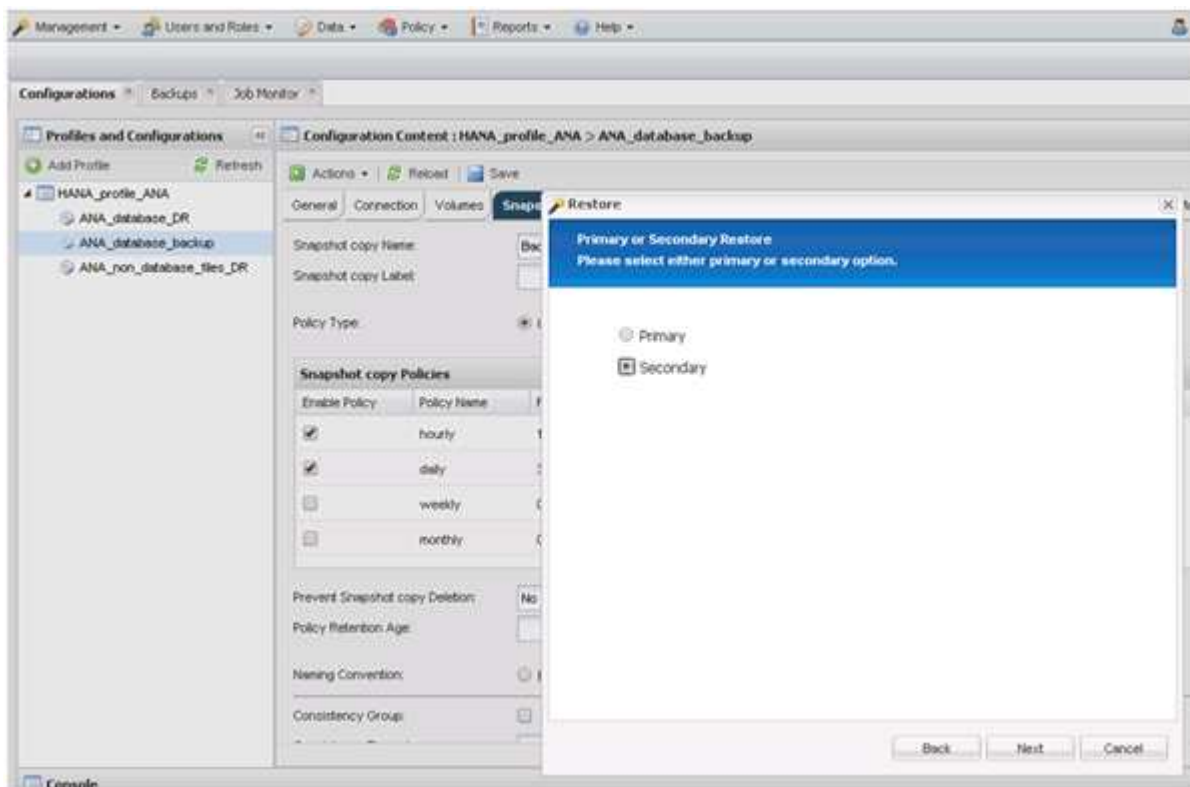 Management Users and Roles Data Policy Reports Help
Configurations Backups Job Monitor
Profiles and Configurations
Add Profile Refresh
HANA_profile_ANA
ANA_database_DR
ANA_database_backup
ANA_non_database_files_DR
Configuration Content : HANA_profile_ANA > ANA_database_backup
Actions Reload Save
General Connection Volumes Snaps
Snapshot copy Name: Bac
Snapshot copy Label:
Policy Type:
Snapshot copy Policies
Enable Policy Policy Name
hourly 1
daily
weekly
monthly
Prevent Snapshot copy Deletion: No
Policy Retention Age:
Naming Convention:
Consistency Group:
Restore
Primary or Secondary Restore
Please select either primary or secondary option.
Primary
Secondary
Back Next Cancel
Console